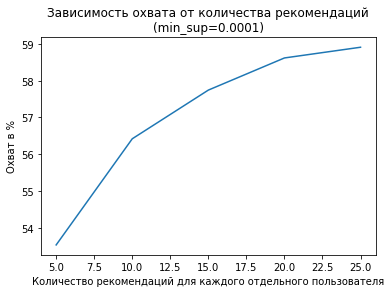 Зависимость охвата от количества рекомендаций
(min_sup=0.0001)
59
58
57
56
55
54
Охват в %
5.0 7.5 10.0 12.5 15.0 17.5 20.0 22.5 25.0
Количество рекомендаций для каждого отдельного пользователя